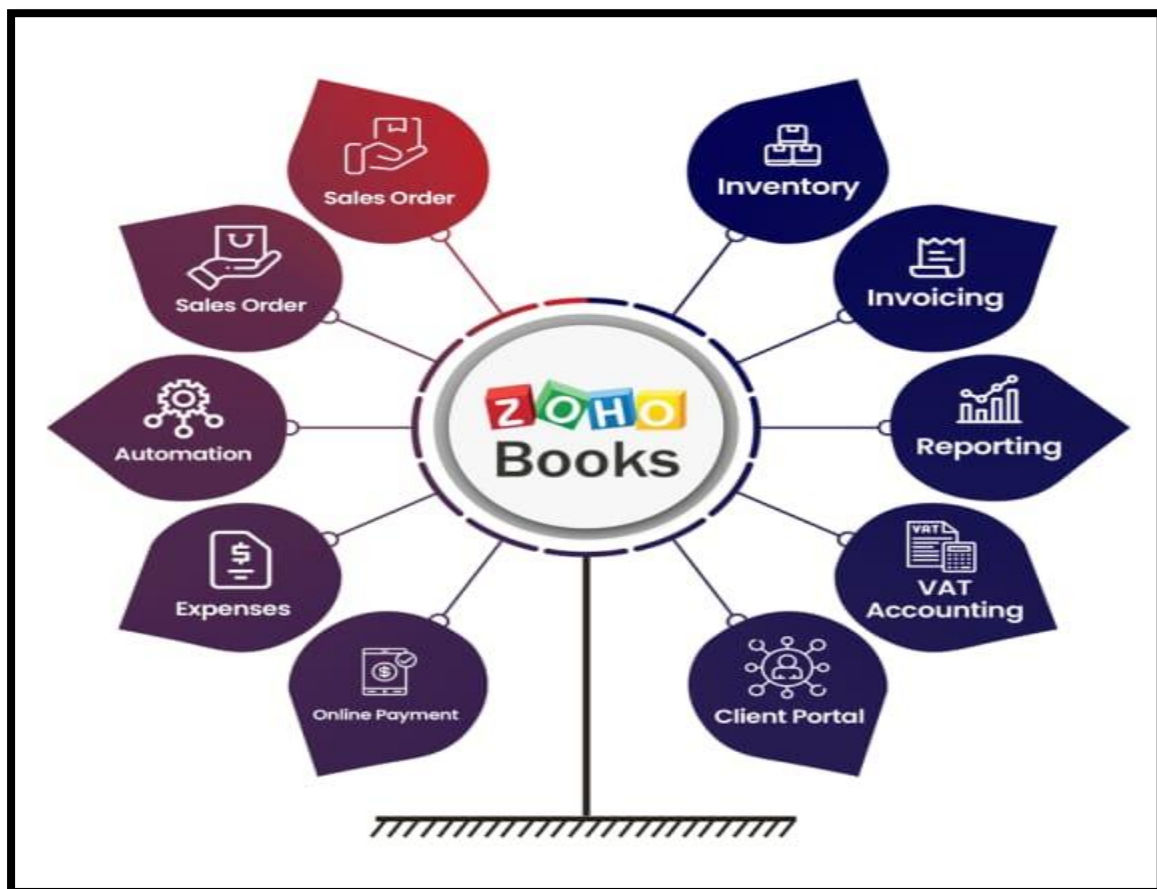 Sales Order
Sales Order
Automation
Expenses
Online Payment
ZOHO
Books
Inventory
Invoicing
Reporting
VAT
VAT
Accounting
Client Portal